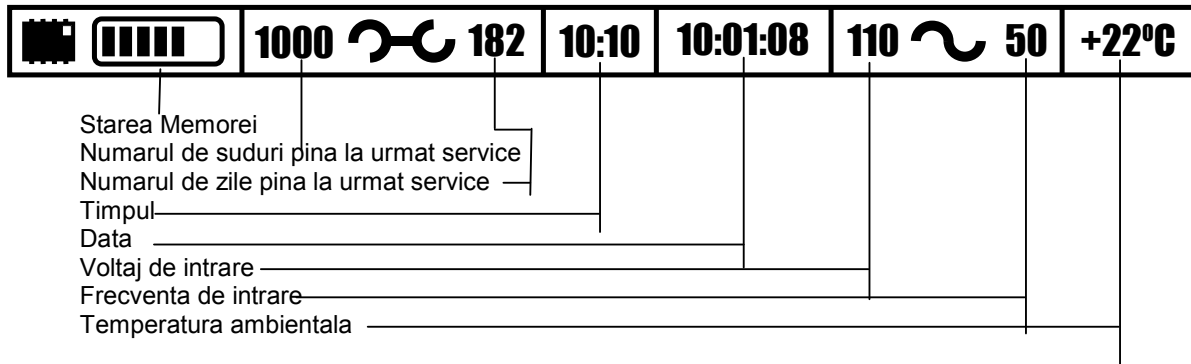 1000 182 10:10 10:01:08 110 50 +22ºC
Starea Memorei
Numarul de suduri pina la urmat service
Numarul de zile pina la urmat service
Timpul
Data
Voltaj de intrare
Frecventa de intrare
Temperatura ambientala